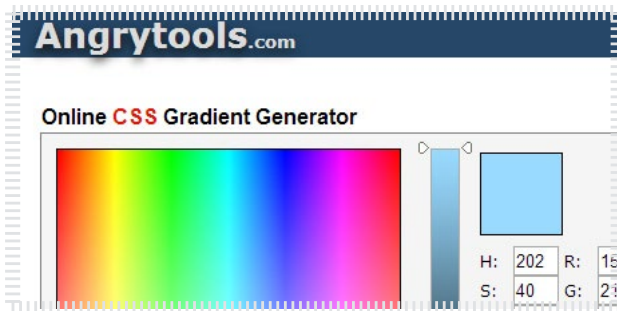 Angrytools.com
Online CSS Gradient Generator
H: 202 R:
S: 40 G: